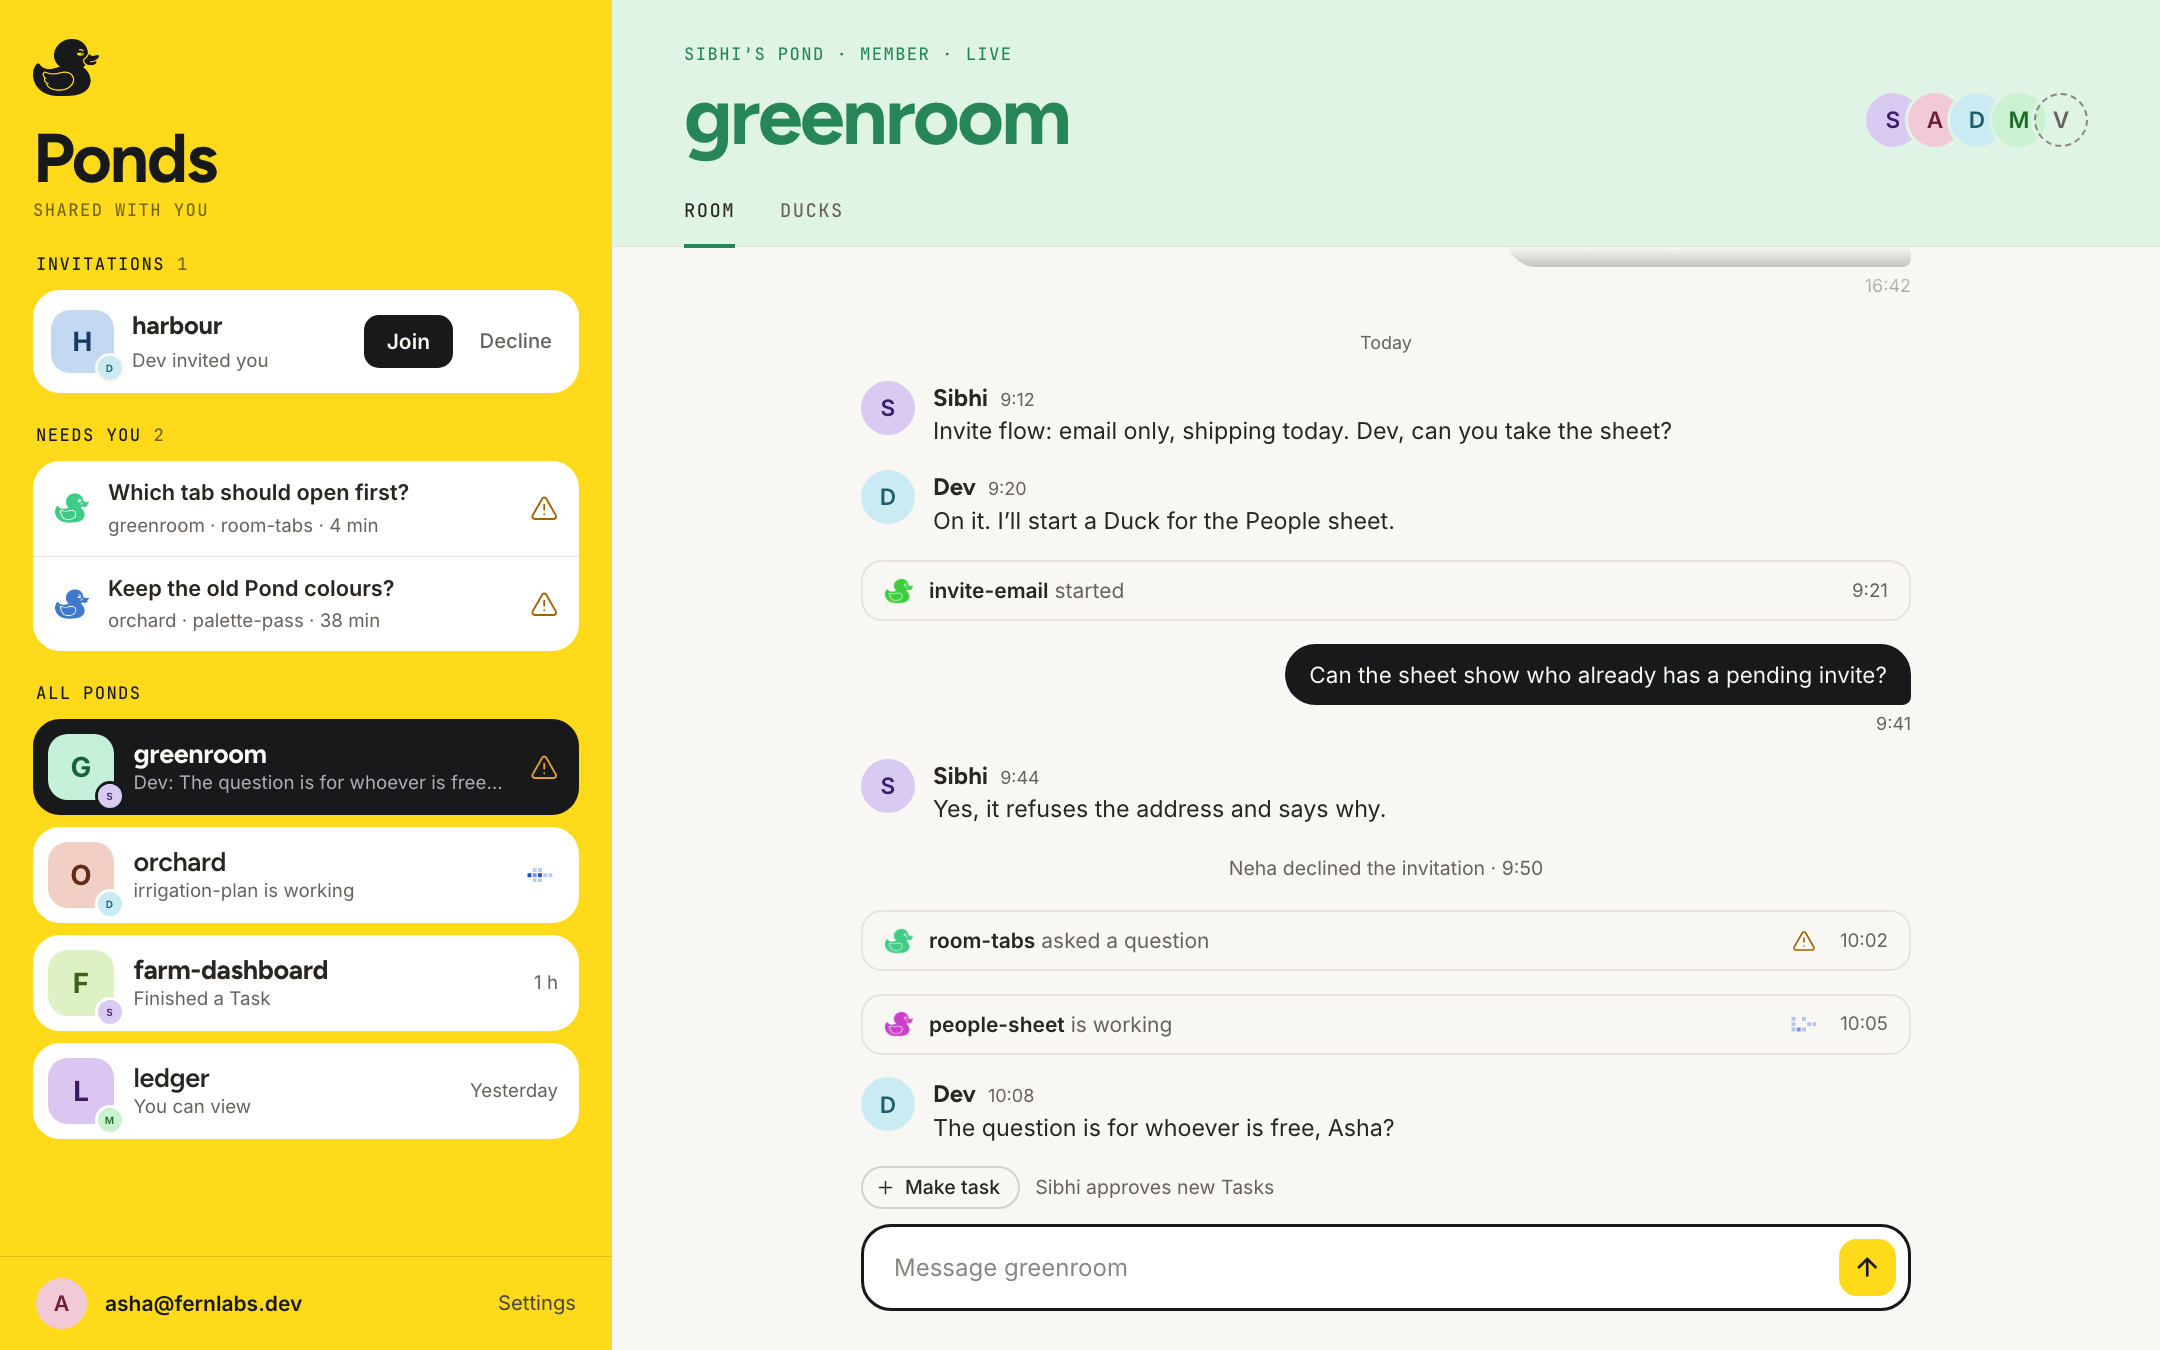 Ponds
SHARED WITH YOU
INVITATIONS 1
H
D
harbour
Dev invited you
Join
Decline
NEEDS YOU 2
Which tab should open first?
greenroom · room-tabs · 4 min
Keep the old Pond colours?
orchard · palette-pass · 38 min
ALL PONDS
G
S
greenroom
Dev: The question is for whoever is free...
O
D
orchard
irrigation-plan is working
F
S
farm-dashboard
Finished a Task
1 h
L
M
ledger
You can view
Yesterday
A
asha@fernlabs.dev
Settings
SIBHI’S POND · MEMBER · LIVE
greenroom
S A D M V
ROOM DUCKS
16:42
Today
S
Sibhi 9:12
Invite flow: email only, shipping today. Dev, can you take the sheet?
D
Dev 9:20
On it. I’ll start a Duck for the People sheet.
invite-email started 9:21
Can the sheet show who already has a pending invite?
9:41
S
Sibhi 9:44
Yes, it refuses the address and says why.
Neha declined the invitation · 9:50
room-tabs asked a question 10:02
people-sheet is working 10:05
D
Dev 10:08
The question is for whoever is free, Asha?
+ Make task
Sibhi approves new Tasks
Message greenroom